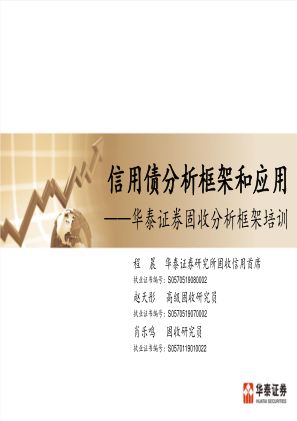 信用债分析框架和应用
——华泰证券固收分析框架培训
程　晨　华泰证券研究所固收信用首席
执业证书编号：S0570519080002
赵天彤　高级固收研究员
执业证书编号：S0570519070002
肖乐鸣　固收研究员
执业证书编号：S0570119010022
华泰证券
HUATAI SECURITIES